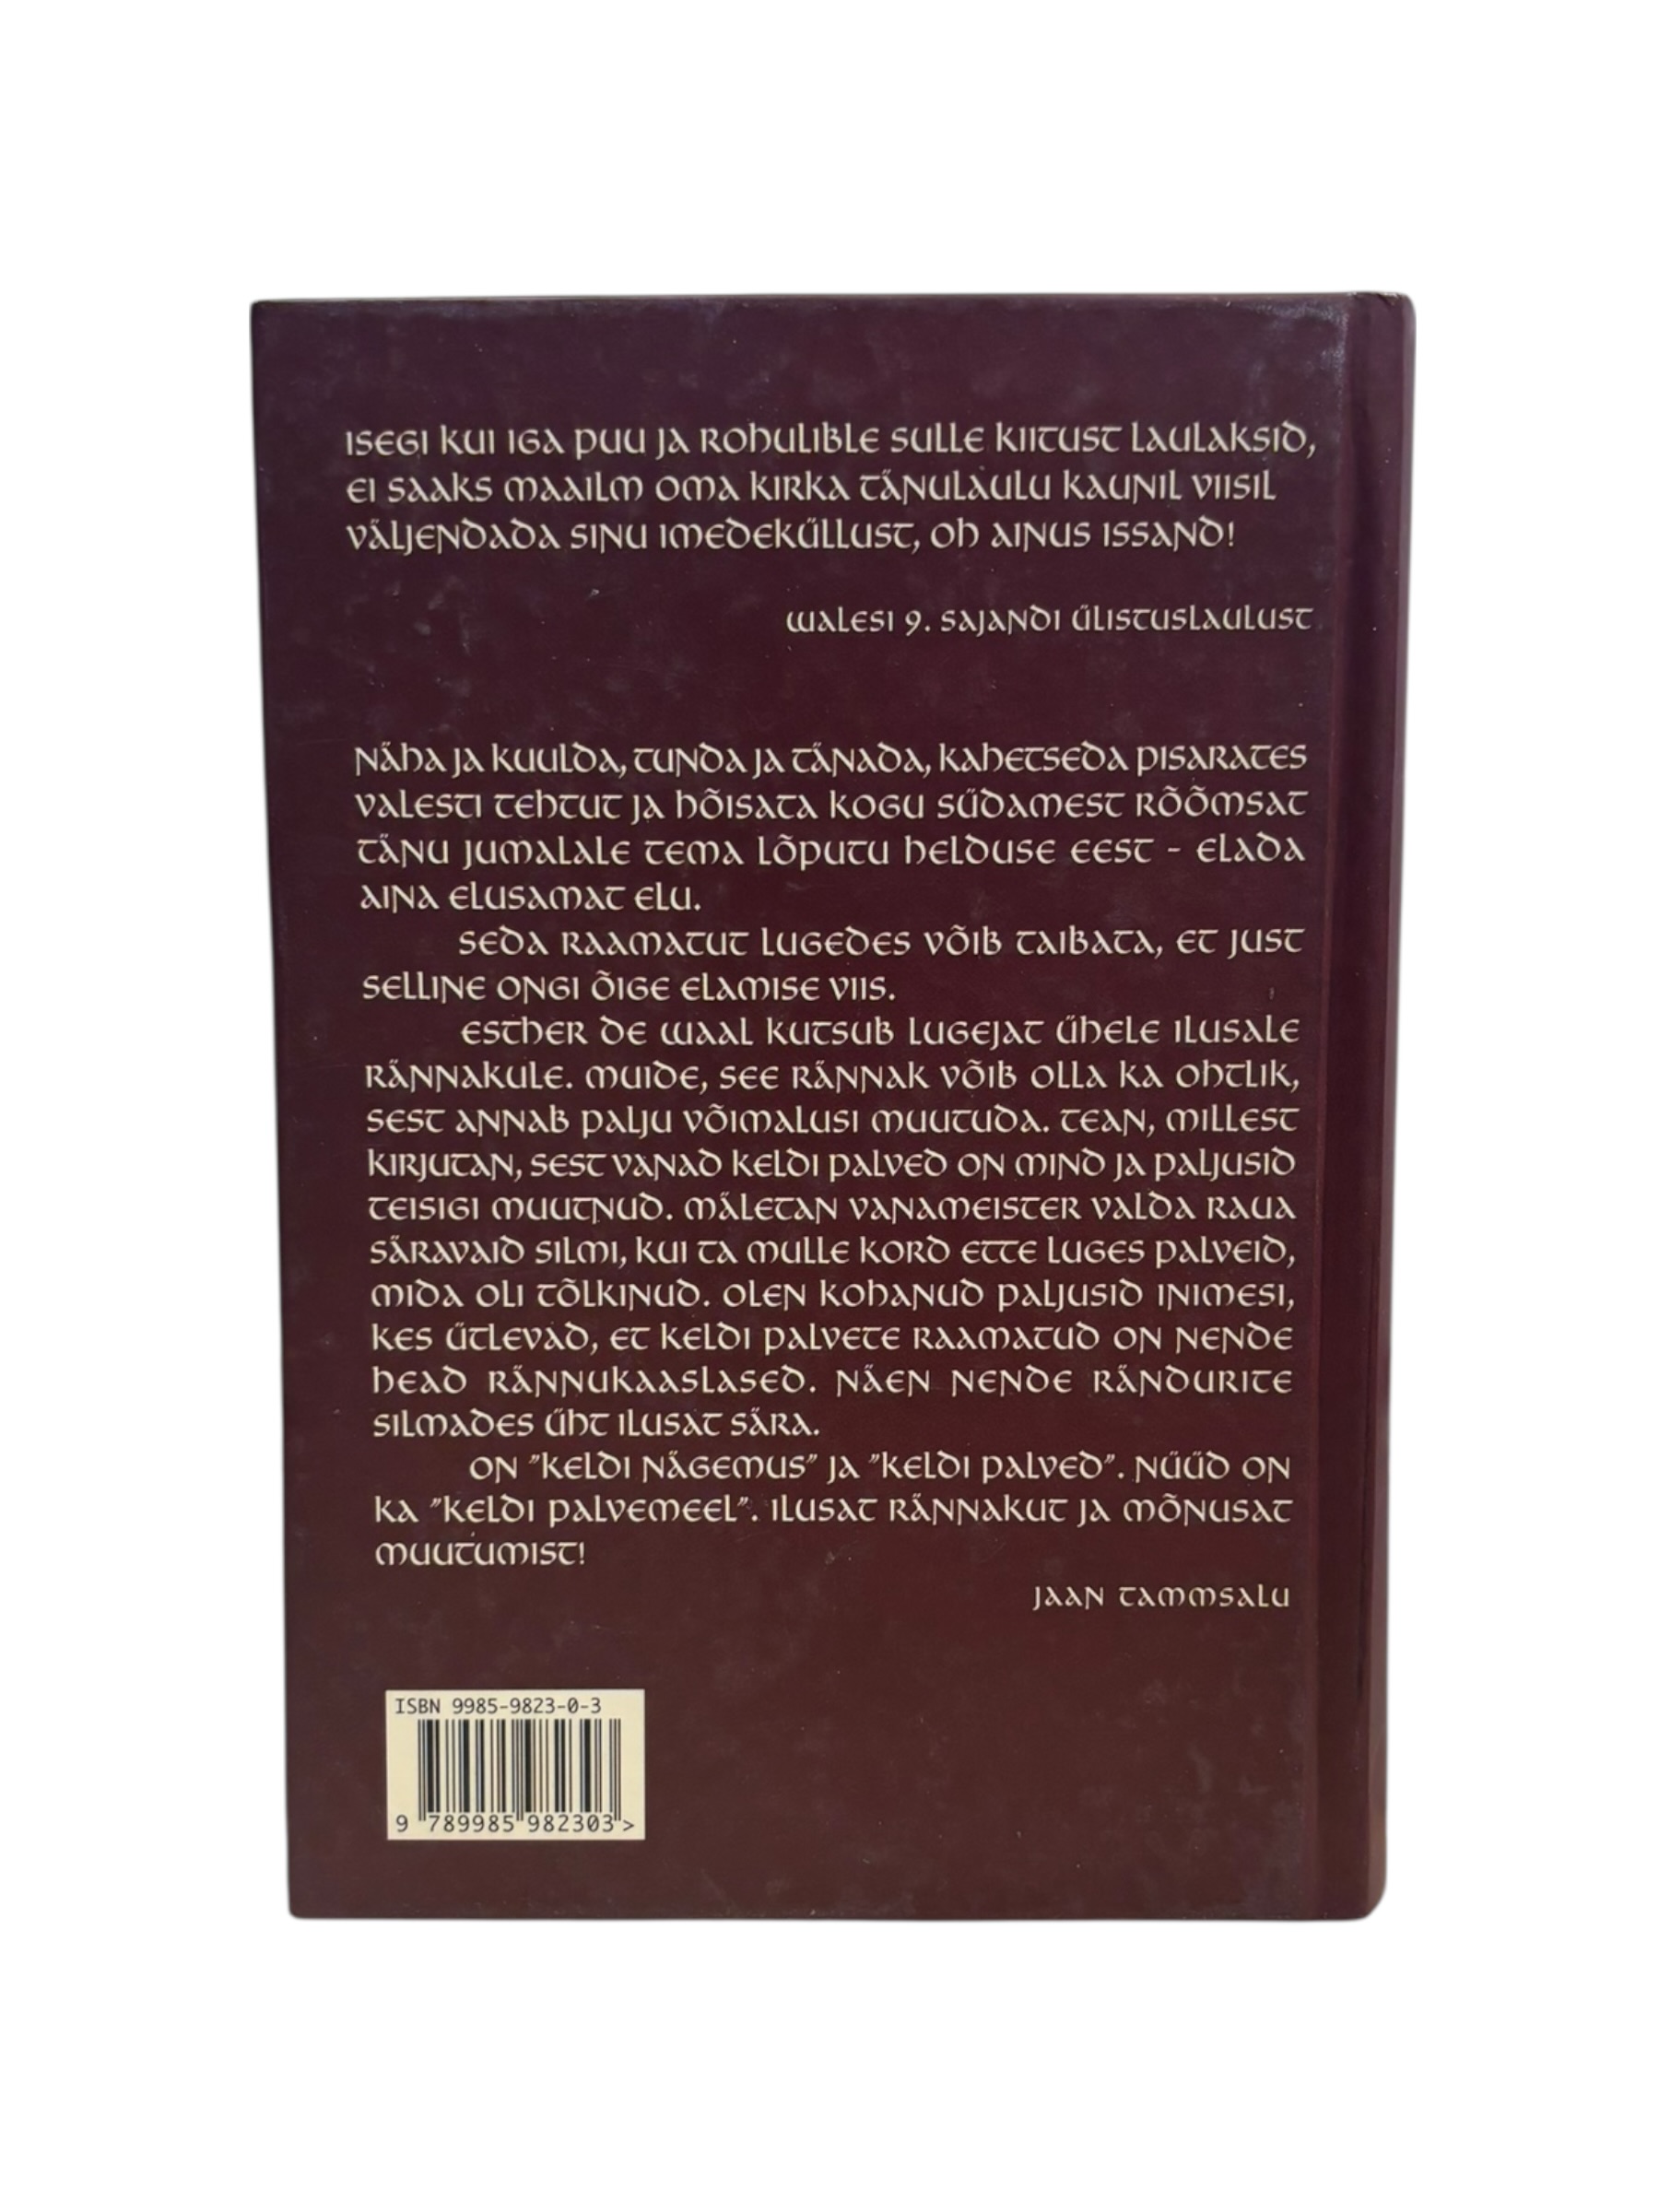 Isegi kui iga puu ja rohulible sulle kiitust laulaksid,
ei saaks maailm oma kirka tänulaulu kaunil viisil
väljendada sinu imedeküllust, oh ainus Issand!
Walesi 9. sajandi ülistuslaulust
Näha ja kuulda, tunda ja tänada, kahetseda pisarates
valesti tehtut ja hõisata kogu südamest rõõmsat
tänu Jumalale Tema lõputu helduse eest - elada
aina elusamat elu.
Seda raamatut lugedes võib taibata, et just
selline ongi õige elamise viis.
Esther de Waal kutsub lugejat ühele ilusale
rännakule. Muide, see rännak võib olla ka ohtlik,
sest annab palju võimalusi muutuda. Tean, millest
kirjutan, sest vanad keldi palved on mind ja paljusid
teisigi muutnud. Mäletan vanameister Valda Raua
säravaid silmi, kui ta mulle kord ette luges palveid,
mida oli tõlkinud. Olen kohanud paljusid inimesi,
kes ütlevad, et keldi palvete raamatud on nende
head rännukaaslased. Näen nende rändurite
silmades üht ilusat sära.
On "Keldi nägemus" ja "Keldi palved". Nüüd on
ka "Keldi palvemeel". Ilusat rännakut ja mõnusat
muutumist!
Jaan Tammsalu
ISBN 9985-9823-0-3
9 789985 982303 >